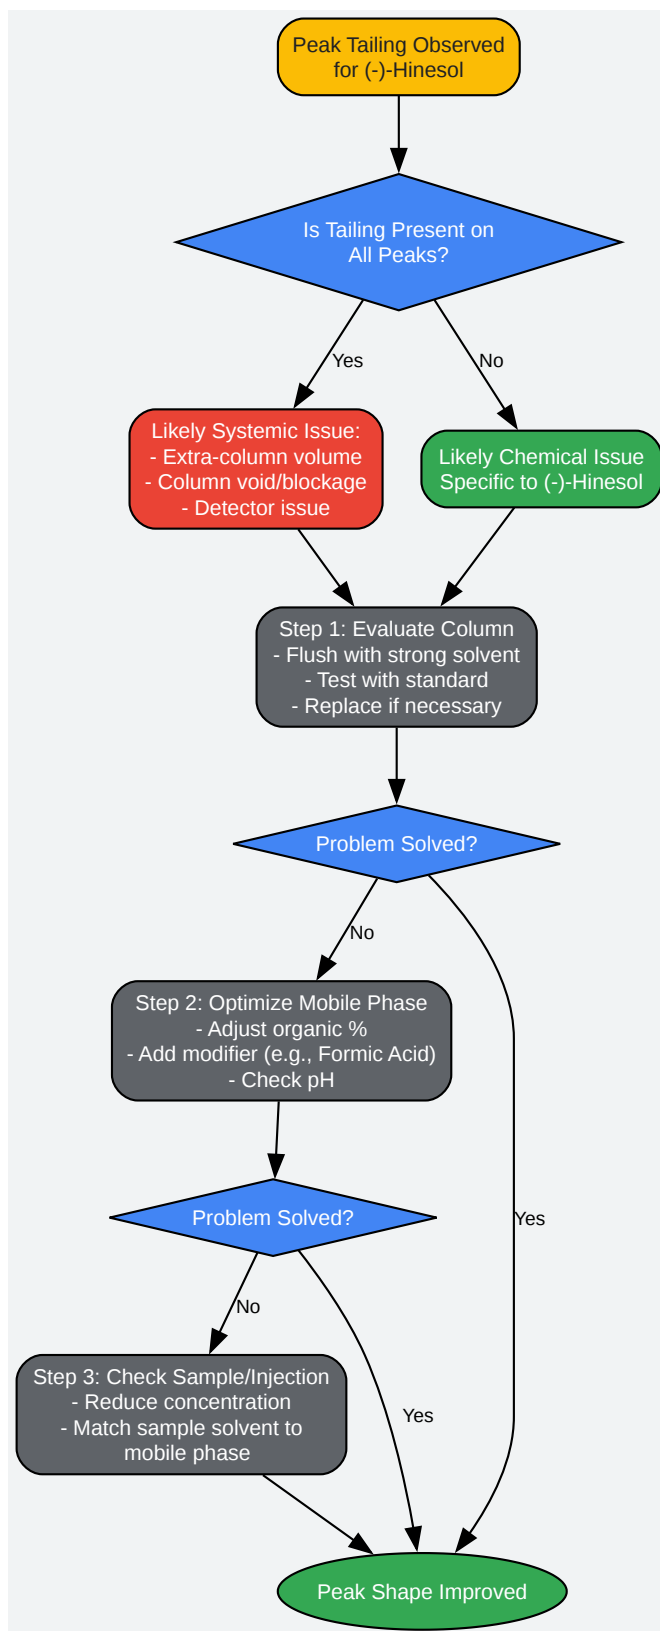 Peak Tailing Observed
for (-)-Hinesol
Is Tailing Present on
All Peaks?
Yes
No
Likely Systemic Issue:
- Extra-column volume
- Column void/blockage
- Detector issue
Likely Chemical Issue
Specific to (-)-Hinesol
Step 1: Evaluate Column
- Flush with strong solvent
- Test with standard
- Replace if necessary
Problem Solved?
No
Step 2: Optimize Mobile Phase
- Adjust organic %
- Add modifier (e.g., Formic Acid)
- Check pH
Problem Solved?
Yes
No
Step 3: Check Sample/Injection
- Reduce concentration
- Match sample solvent to
mobile phase
Yes
Peak Shape Improved